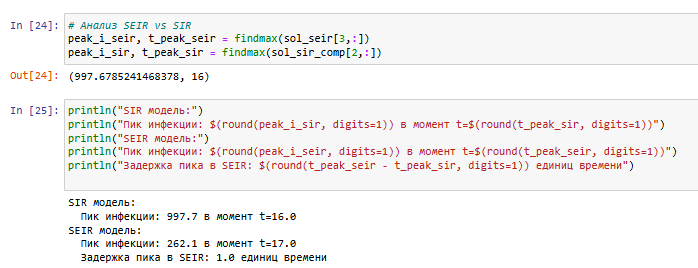 In [24]: # Анализ SEIR vs SIR
peak_i_seir, t_peak_seir = findmax(sol_seir[3,:])
peak_i_sir, t_peak_sir = findmax(sol_sir_comp[2,:])
Out[24]: (997.6785241468378, 16)
In [25]: println("SIR модель:")
println("Пик инфекции: $(round(peak_i_sir, digits=1)) в момент t=$(round(t_peak_sir, digits=1))")
println("SEIR модель:")
println("Пик инфекции: $(round(peak_i_seir, digits=1)) в момент t=$(round(t_peak_seir, digits=1))")
println("Задержка пика в SEIR: $(round(t_peak_seir - t_peak_sir, digits=1)) единиц времени")
SIR модель:
Пик инфекции: 997.7 в момент t=16.0
SEIR модель:
Пик инфекции: 262.1 в момент t=17.0
Задержка пика в SEIR: 1.0 единиц времени